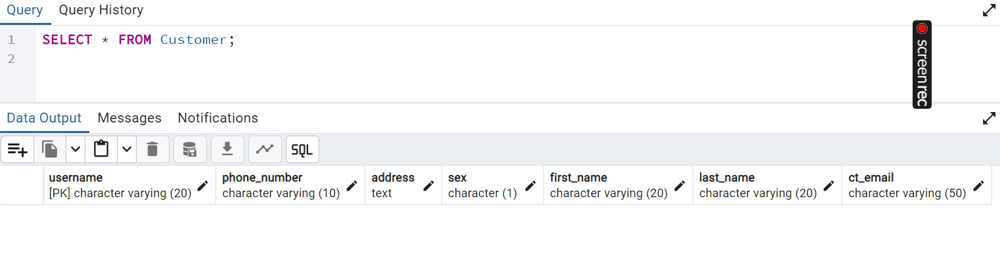 Query Query History
1 SELECT * FROM Customer;
2
screenrec
Data Output Messages Notifications
SQL
username phone_number address sex first_name last_name ct_email
[PK] character varying (20) character varying (10) text character (1) character varying (20) character varying (20) character varying (50)